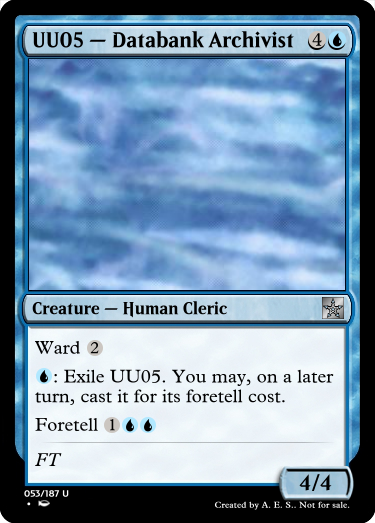 UU05 — Databank Archivist 4
Creature — Human Cleric
Ward 2
: Exile UU05. You may, on a later
turn, cast it for its foretell cost.
Foretell 1
FT
4/4
053/187 U
Created by A. E. S.. Not for sale.